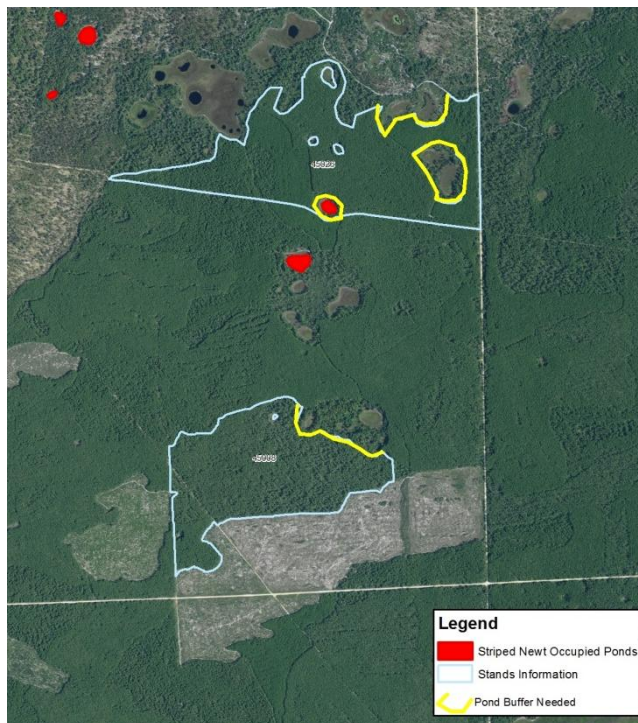 Legend
Striped Newt Occupied Ponds
Stands Information
Pond Buffer Needed